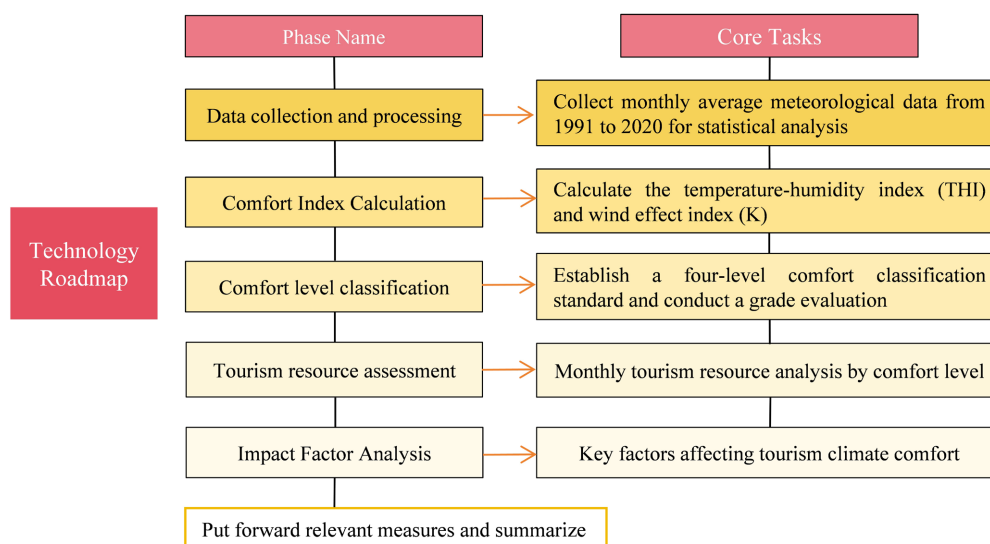 Phase Name
Core Tasks
Data collection and processing
Collect monthly average meteorological data from
1991 to 2020 for statistical analysis
Comfort Index Calculation
Calculate the temperature-humidity index (THI)
and wind effect index (K)
Technology
Roadmap
Comfort level classification
Establish a four-level comfort classification
standard and conduct a grade evaluation
Tourism resource assessment
Monthly tourism resource analysis by comfort level
Impact Factor Analysis
Key factors affecting tourism climate comfort
Put forward relevant measures and summarize